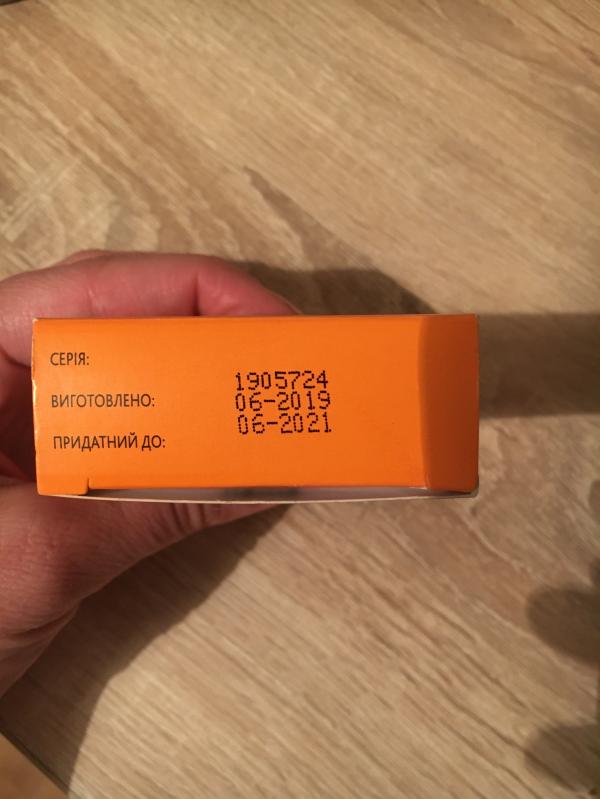 СЕРІЯ: 1905724
ВИГОТОВЛЕНО: 06-2019
ПРИДАТНИЙ ДО: 06-2021